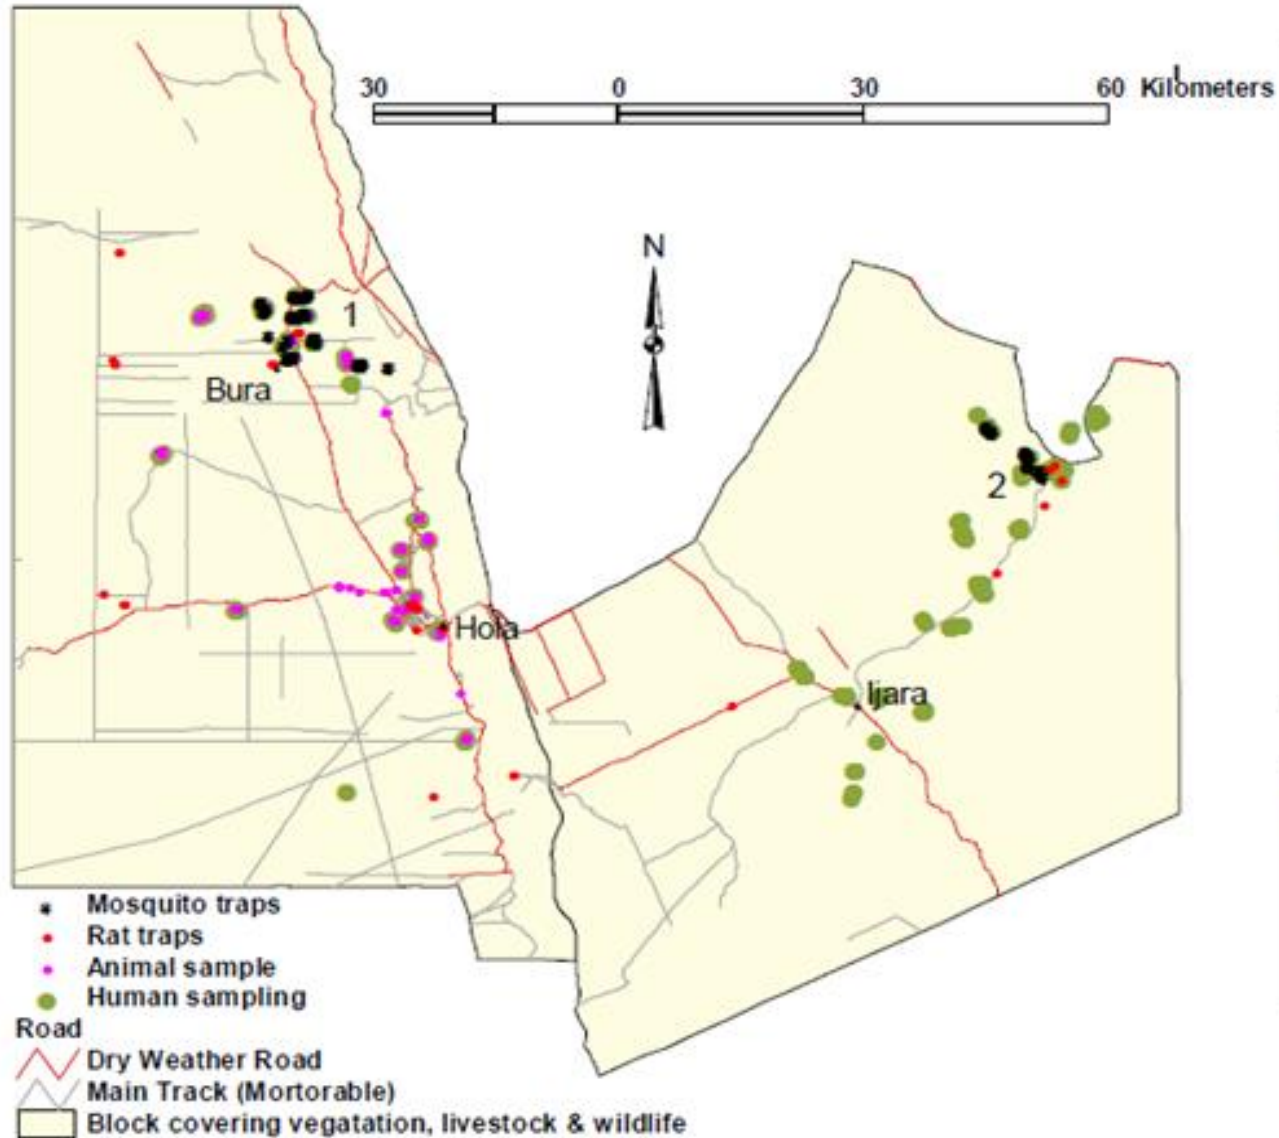 30 0 30 60 Kilometers
N
1
Bura
2
Hola
Ijara
Mosquito traps
Rat traps
Animal sample
Human sampling
Road
Dry Weather Road
Main Track (Mortorable)
Block covering vegatation, livestock & wildlife